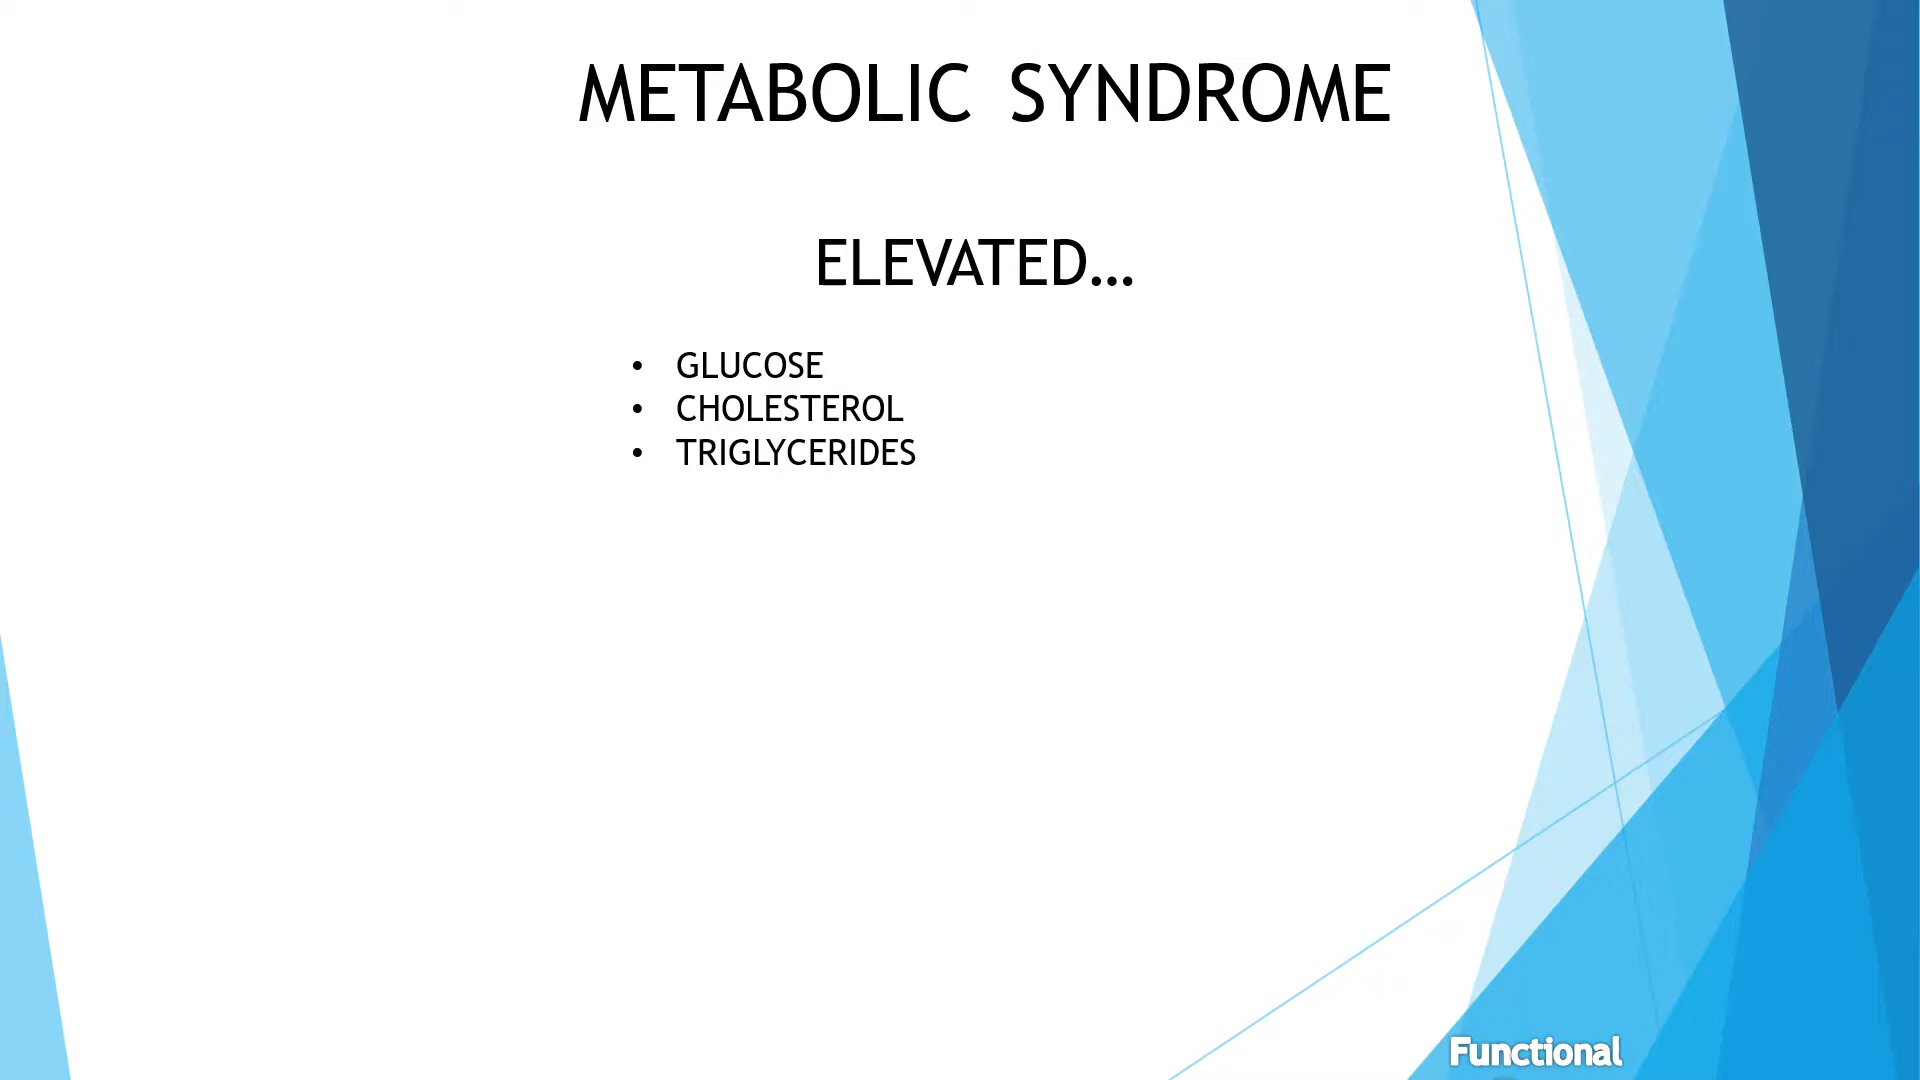 METABOLIC SYNDROME
ELEVATED...
• GLUCOSE
• CHOLESTEROL
• TRIGLYCERIDES
Functional